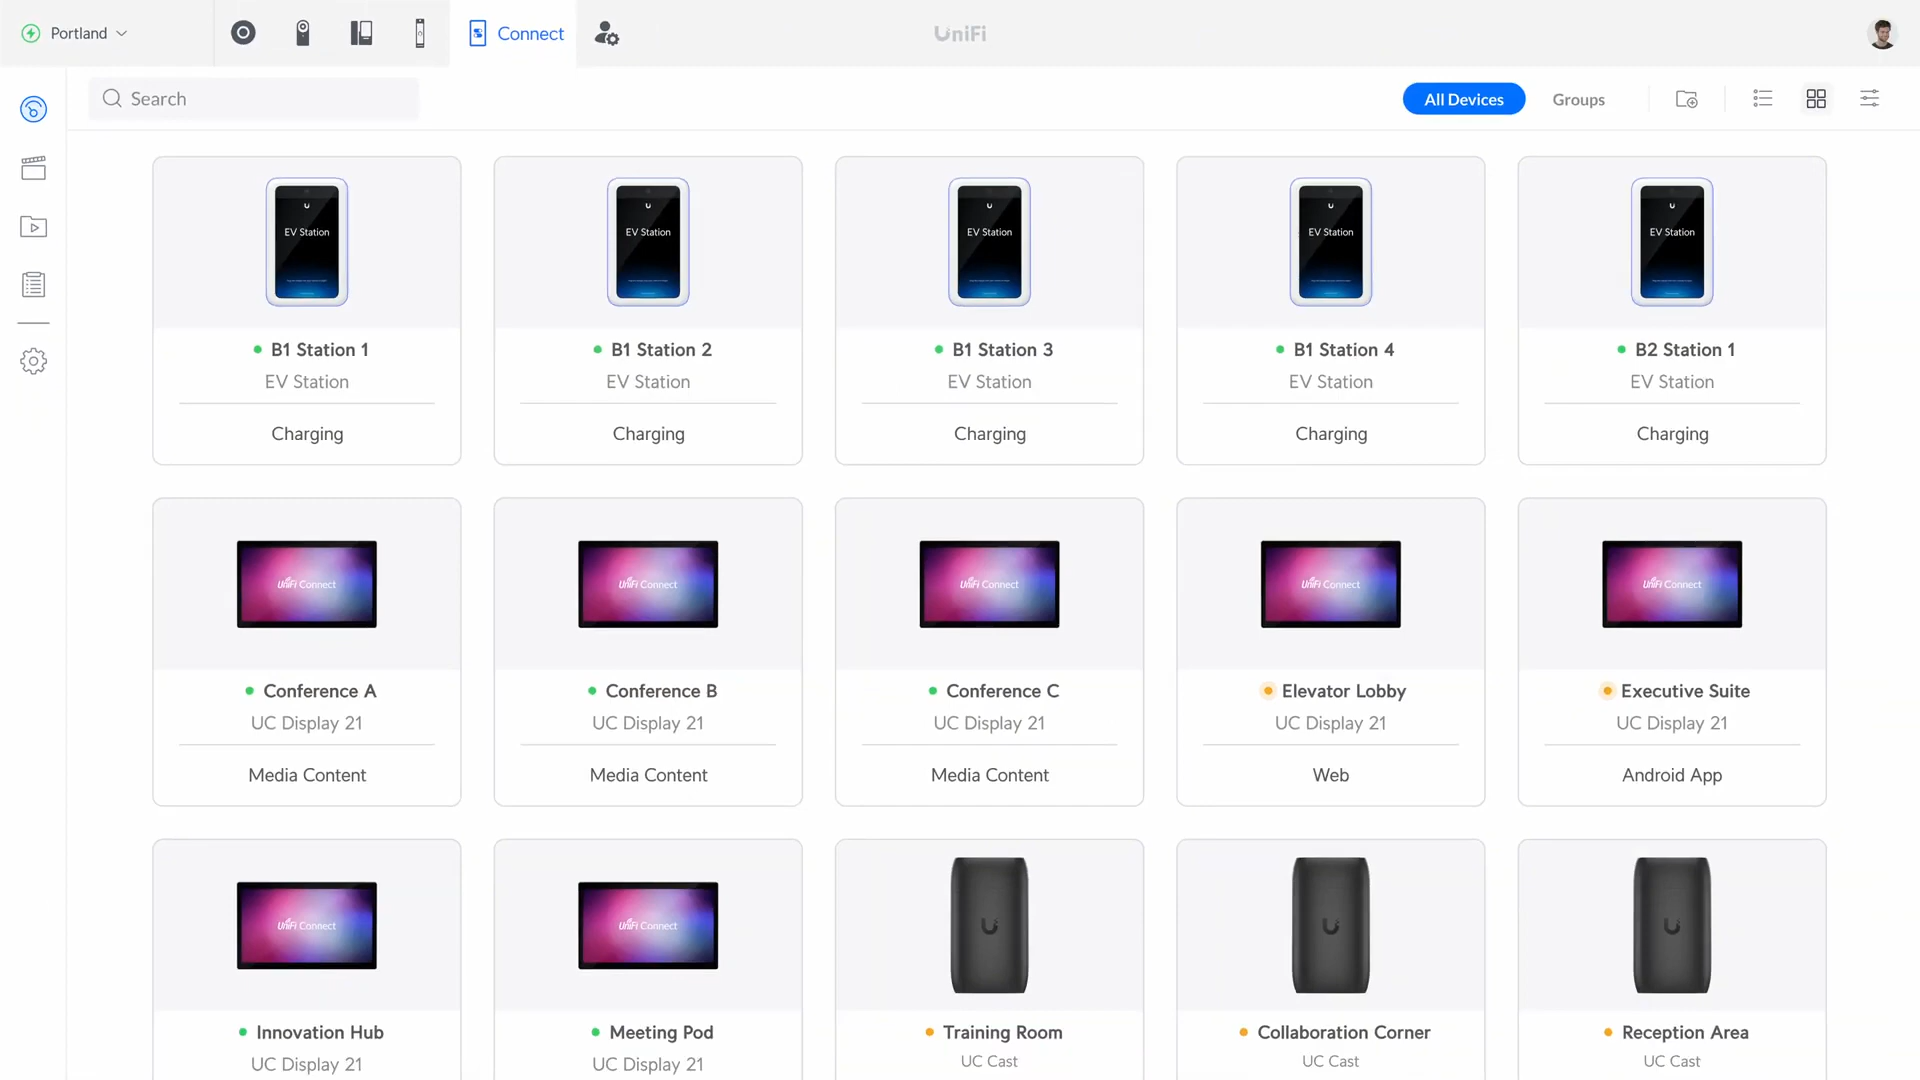 Portland
Connect
UniFi
Search
All Devices
Groups
EV Station
EV Station
EV Station
EV Station
EV Station
B1 Station 1
B1 Station 2
B1 Station 3
B1 Station 4
B2 Station 1
EV Station
EV Station
EV Station
EV Station
EV Station
Charging
Charging
Charging
Charging
Charging
UniFi Connect
UniFi Connect
UniFi Connect
UniFi Connect
UniFi Connect
Conference A
Conference B
Conference C
Elevator Lobby
Executive Suite
UC Display 21
UC Display 21
UC Display 21
UC Display 21
UC Display 21
Media Content
Media Content
Media Content
Web
Android App
UniFi Connect
UniFi Connect
Innovation Hub
Meeting Pod
Training Room
Collaboration Corner
Reception Area
UC Display 21
UC Display 21
UC Cast
UC Cast
UC Cast